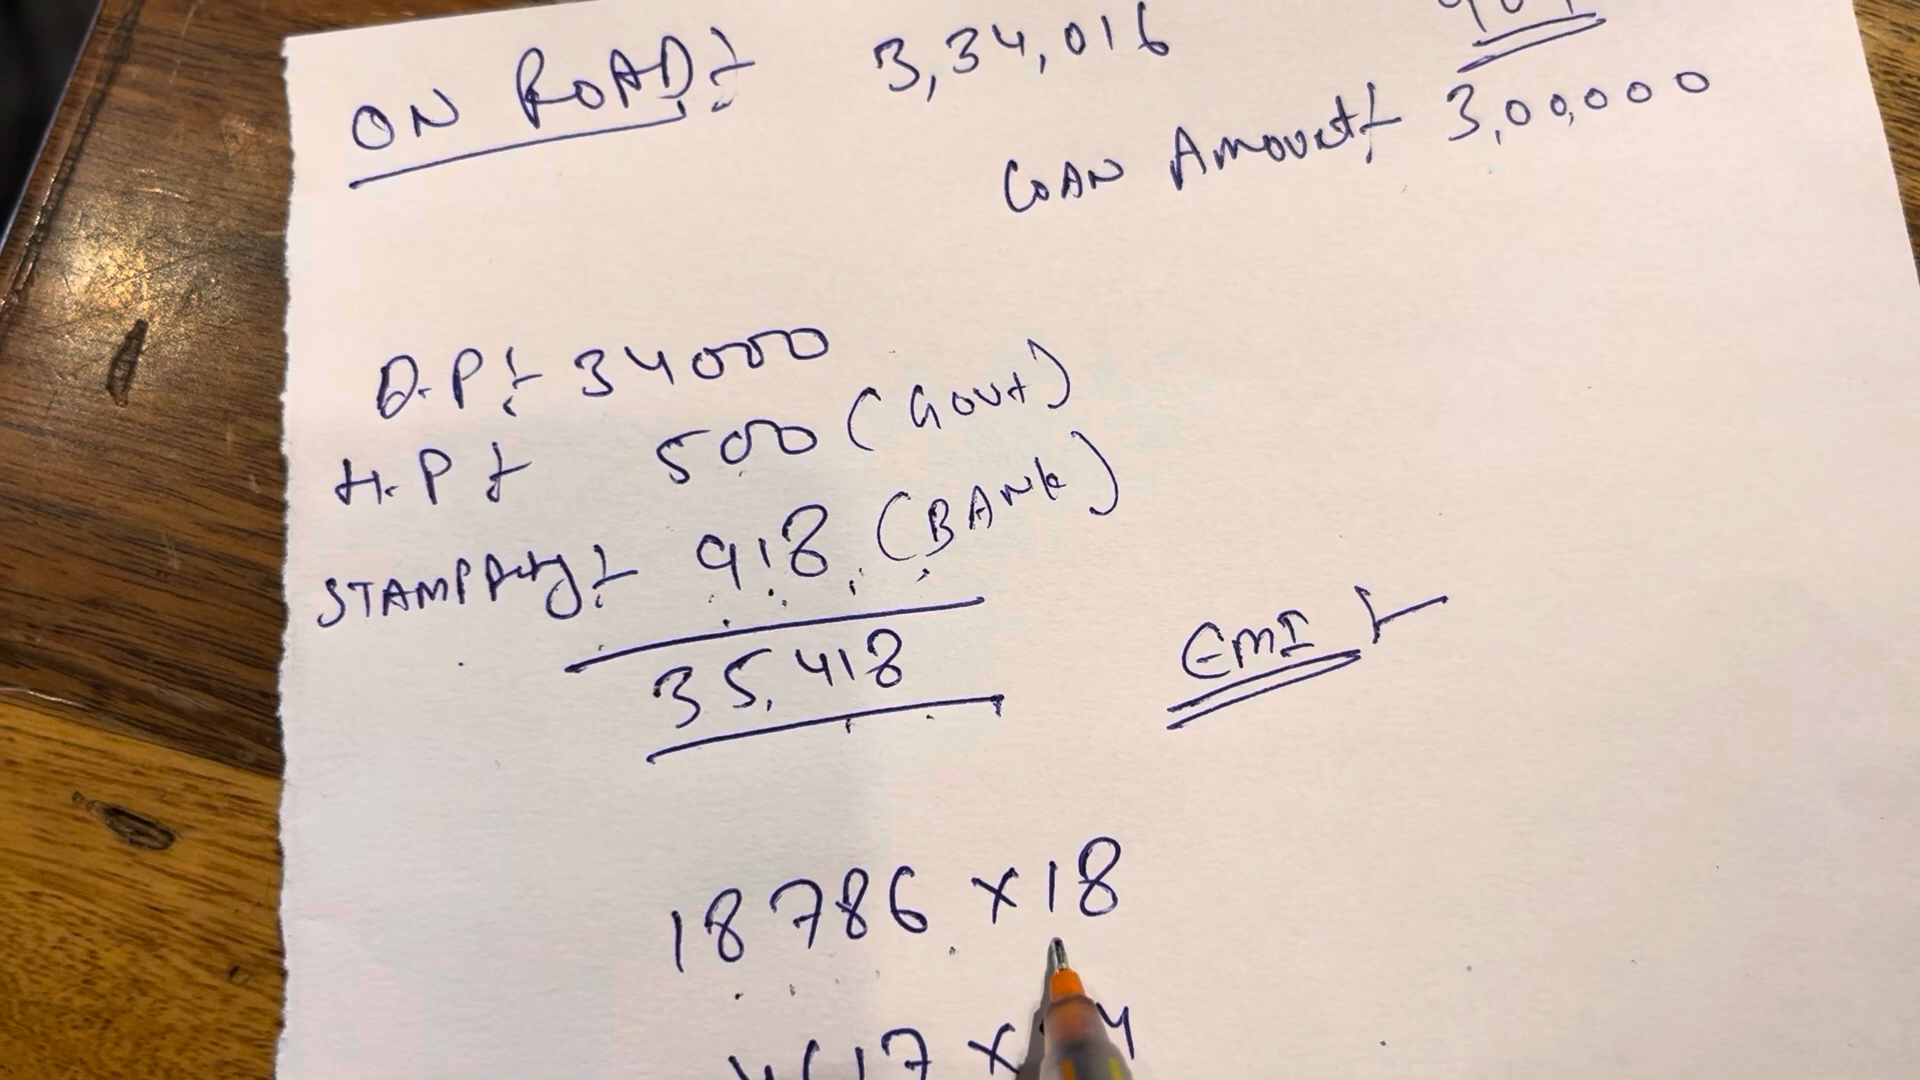 ON ROAD:- 3,34,016
LOAN Amount:- 3,00,000
D.P:- 34000
H.P:- 500 (Govt)
STAMP Duty:- 918 (BANK)
35,418
EMI:-
18786 x 18